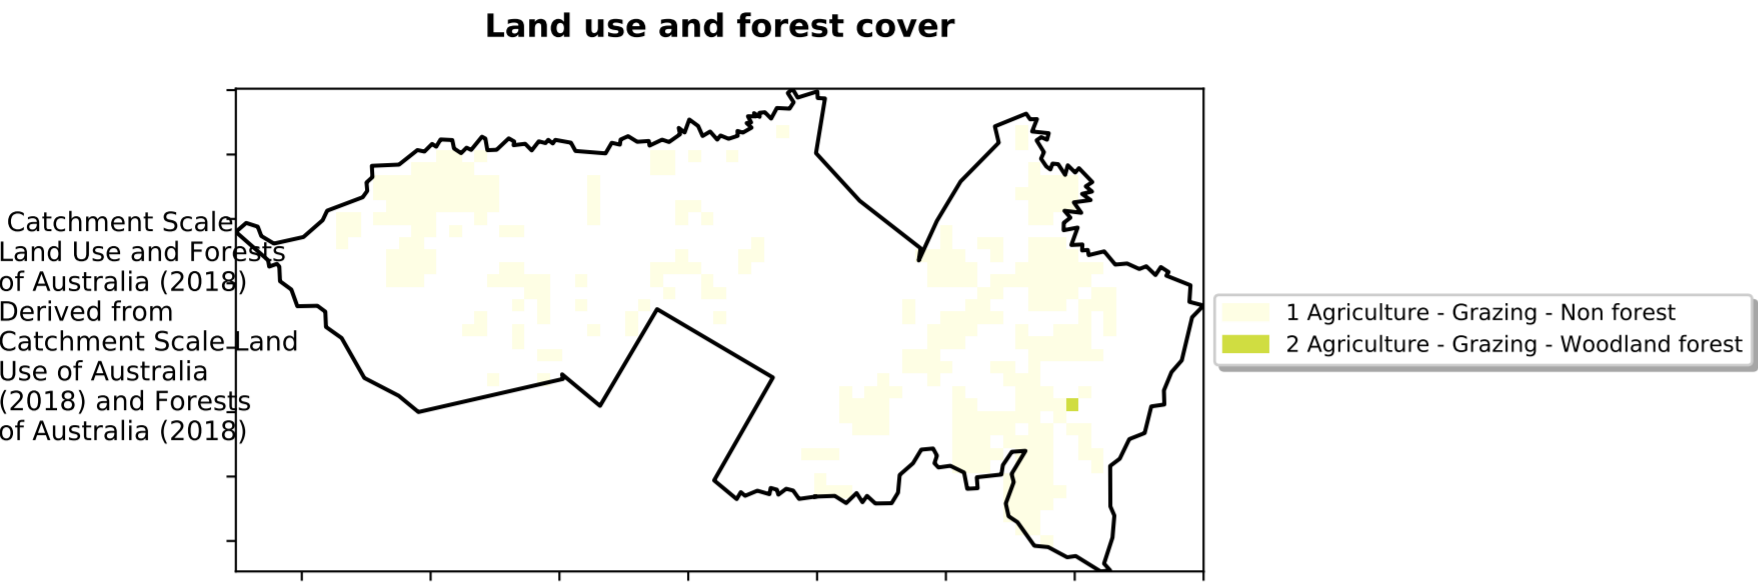 Land use and forest cover
Catchment Scale
Land Use and Forests
of Australia (2018)
Derived from
Catchment Scale Land
Use of Australia
(2018) and Forests
of Australia (2018)
1 Agriculture - Grazing - Non forest
2 Agriculture - Grazing - Woodland forest